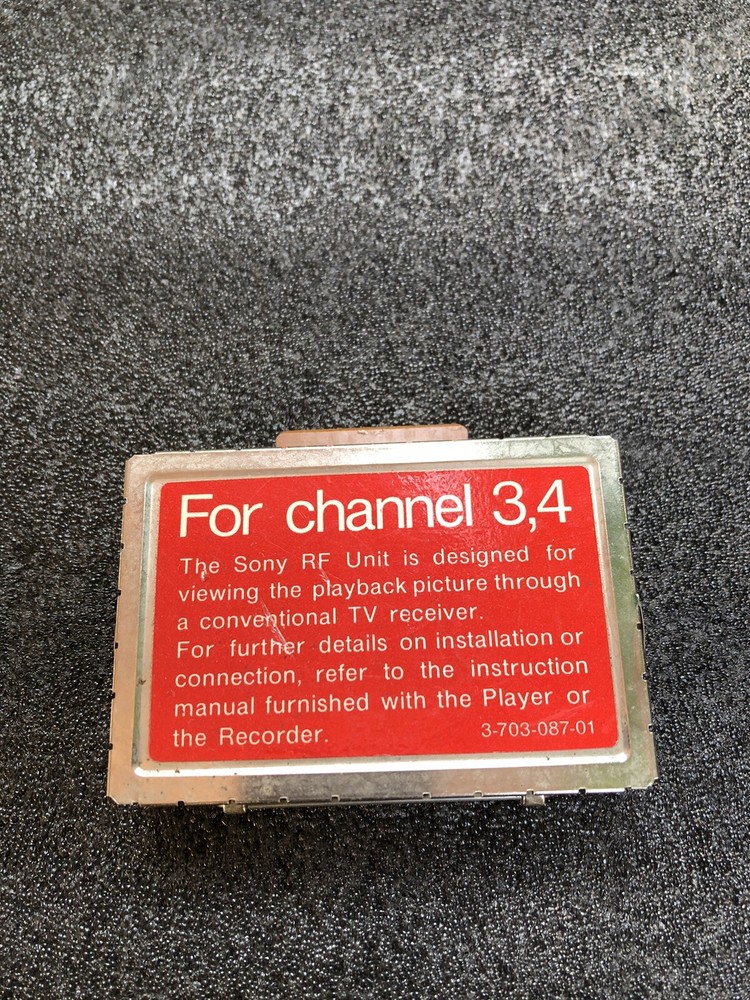 For channel 3,4
The Sony RF Unit is designed for
viewing the playback picture through
a conventional TV receiver.
For further details on installation or
connection, refer to the instruction
manual furnished with the Player or
the Recorder. 3-703-087-01